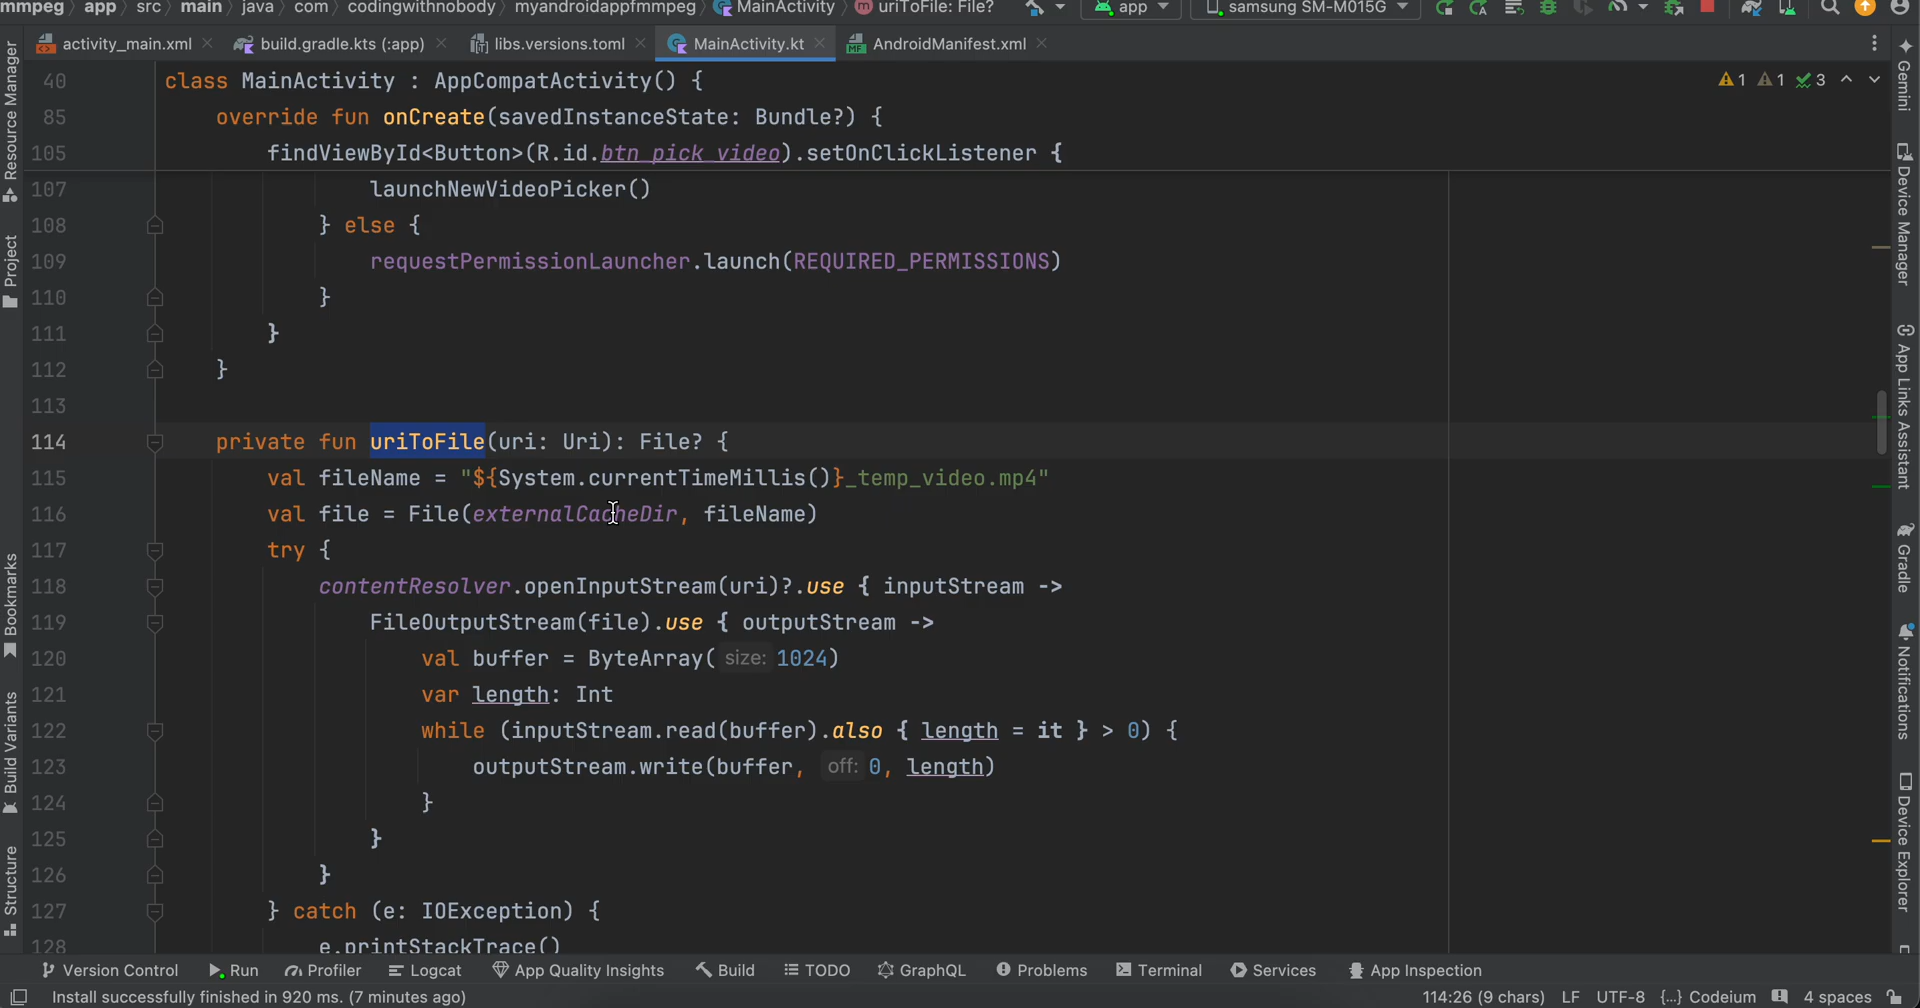 mmpeg > app > src > main > java > com > codingwithnobody > myandroidappfmmpeg > MainActivity > m uriToFile: File? app samsung SM-M015G
activity_main.xml build.gradle.kts (:app) libs.versions.toml MainActivity.kt MF AndroidManifest.xml
40 class MainActivity : AppCompatActivity() { 1 1 3
85 override fun onCreate(savedInstanceState: Bundle?) {
105 findViewById<Button>(R.id.btn_pick_video).setOnClickListener {
107 launchNewVideoPicker()
108 } else {
109 requestPermissionLauncher.launch(REQUIRED_PERMISSIONS)
110 }
111 }
112 }
113
114 private fun uriToFile(uri: Uri): File? {
115 val fileName = "${System.currentTimeMillis()}_temp_video.mp4"
116 val file = File(externalCacheDir, fileName)
117 try {
118 contentResolver.openInputStream(uri)?.use { inputStream ->
119 FileOutputStream(file).use { outputStream ->
120 val buffer = ByteArray( size: 1024)
121 var length: Int
122 while (inputStream.read(buffer).also { length = it } > 0) {
123 outputStream.write(buffer, off: 0, length)
124 }
125 }
126 }
127 } catch (e: IOException) {
128 e.printStackTrace()
Resource Manager
Project
Bookmarks
Build Variants
Structure
Gemini
Device Manager
App Links Assistant
Gradle
Notifications
Device Explorer
Version Control Run Profiler Logcat App Quality Insights Build TODO GraphQL Problems Terminal Services App Inspection
Install successfully finished in 920 ms. (7 minutes ago) 114:26 (9 chars) LF UTF-8 {...} Codeium 4 spaces